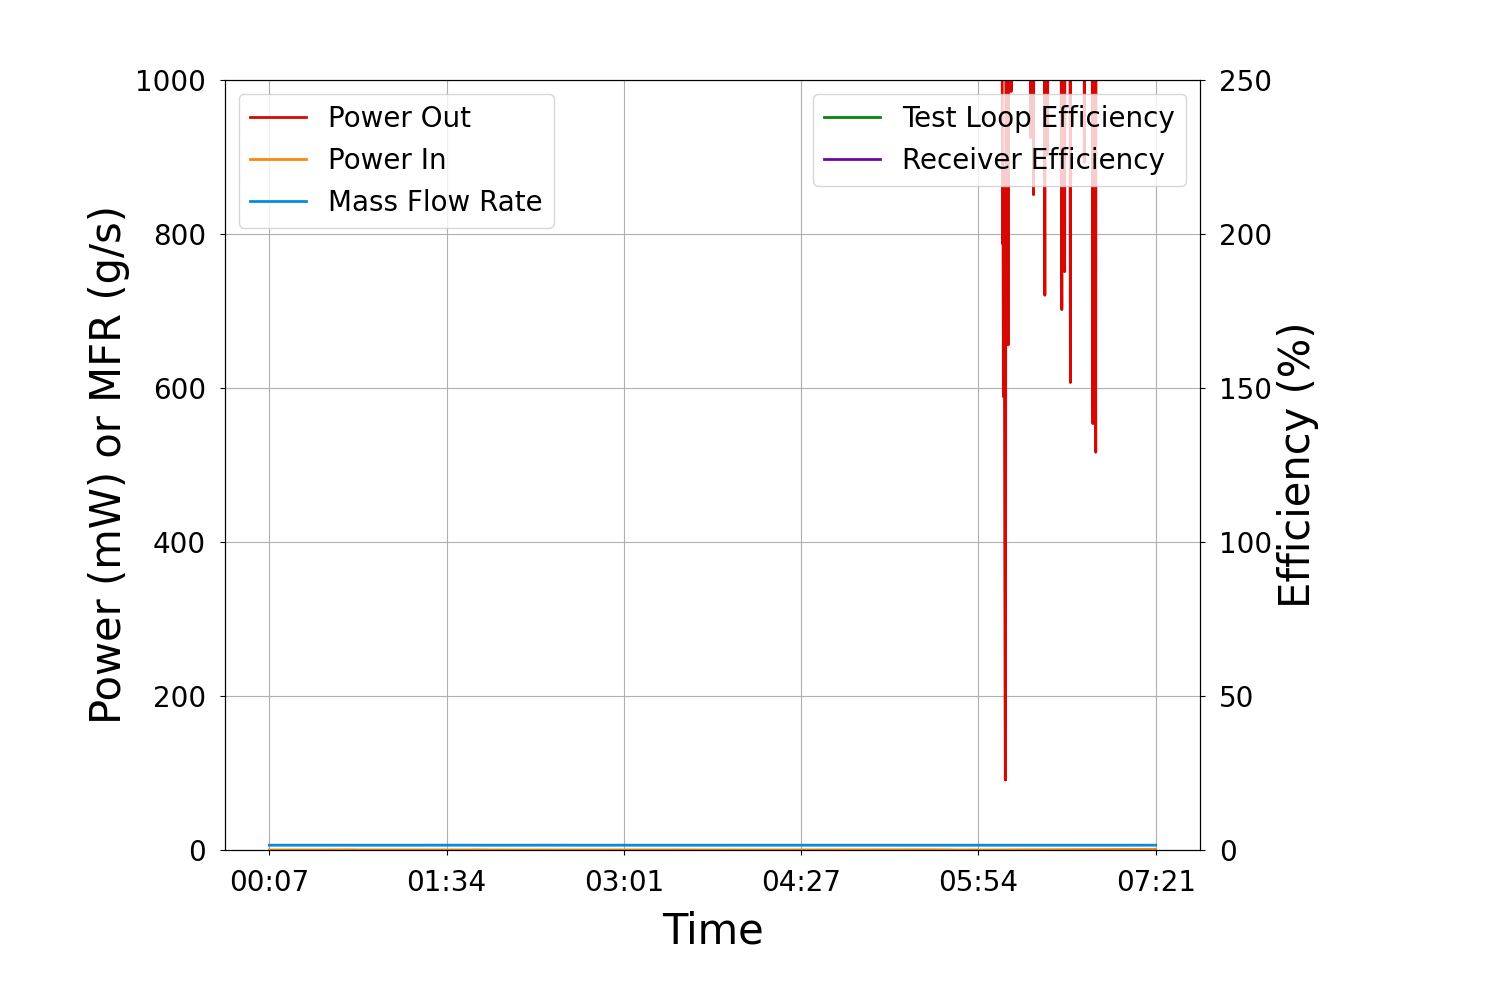 1000
800
600
400
200
0
Power (mW) or MFR (g/s)
Power Out
Power In
Mass Flow Rate
Test Loop Efficiency
Receiver Efficiency
250
200
150
100
50
0
Efficiency (%)
00:07 01:34 03:01 04:27 05:54 07:21
Time